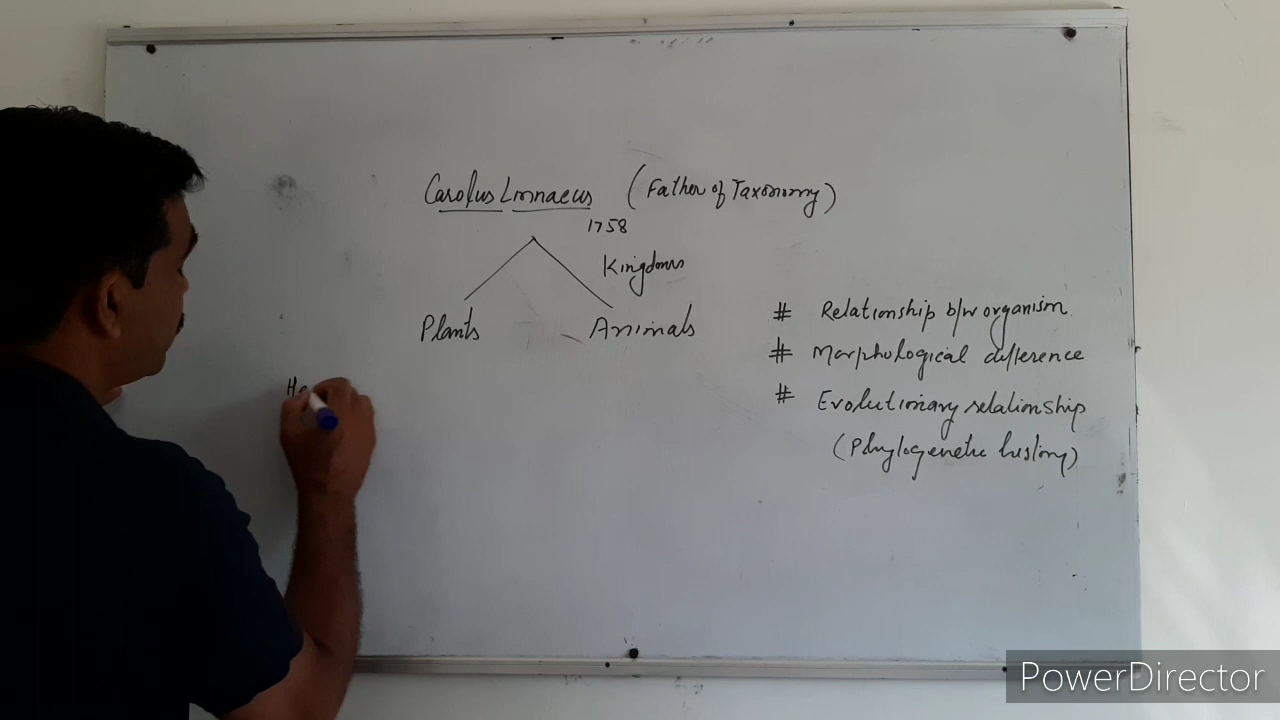 Carolus Linnaeus (Father of Taxonomy)
1758
Kingdoms
Plants Animals
# Relationship b/w organism
# Morphological difference
# Evolutionary relationship
(Phylogenetic history)
PowerDirector